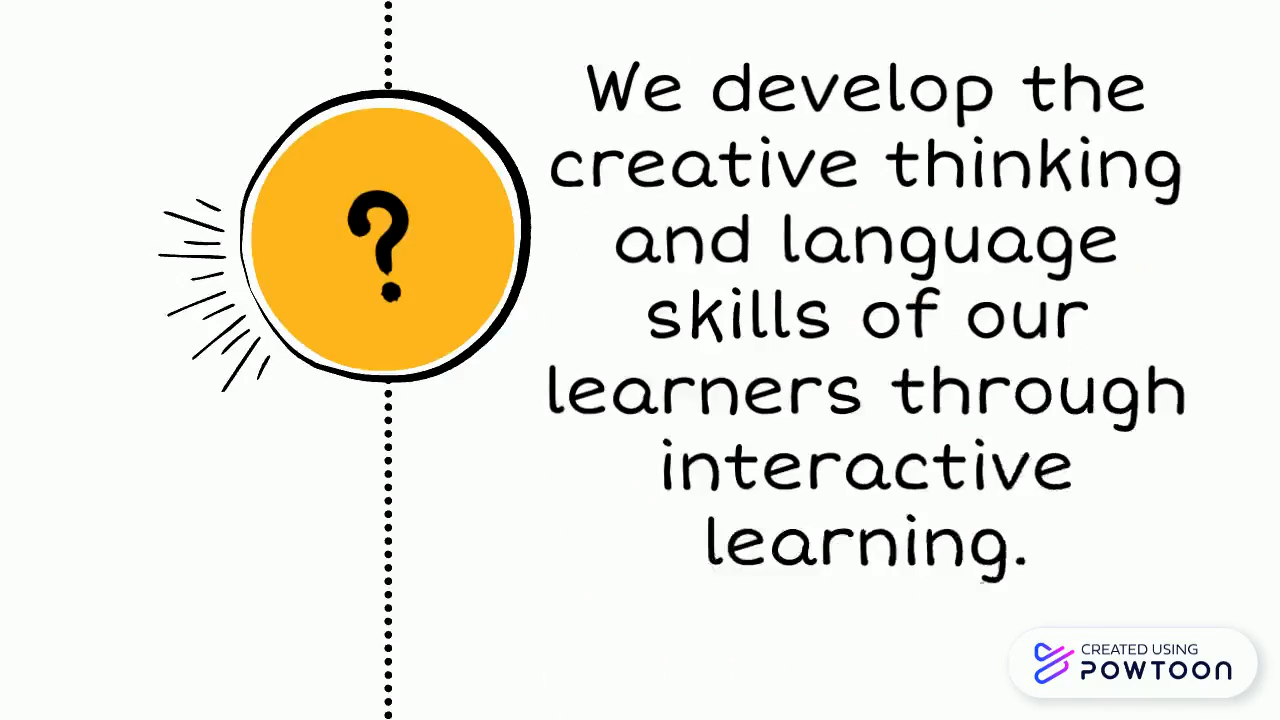 ?
We develop the
creative thinking
and language
skills of our
learners through
interactive
learning.
CREATED USING
POWTOON